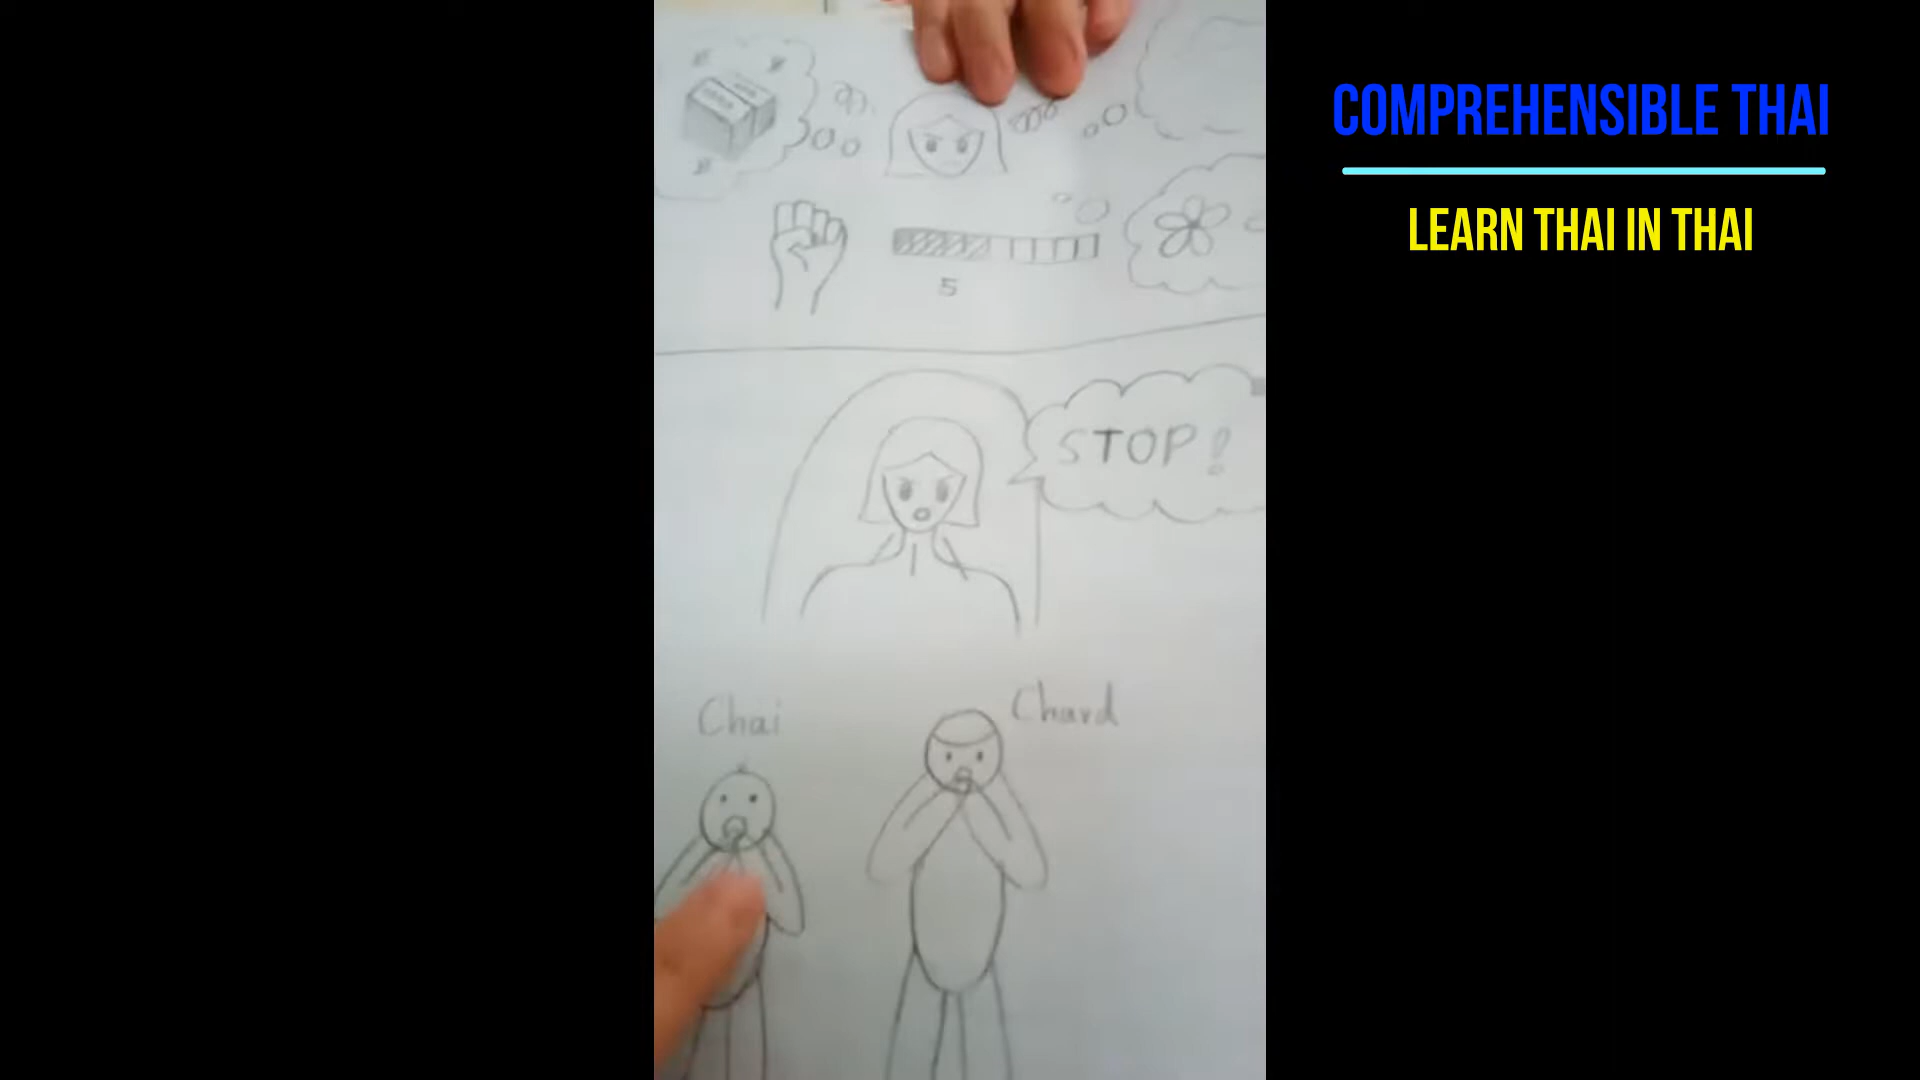 COMPREHENSIBLE THAI
LEARN THAI IN THAI
5
STOP!
Chai
Chard